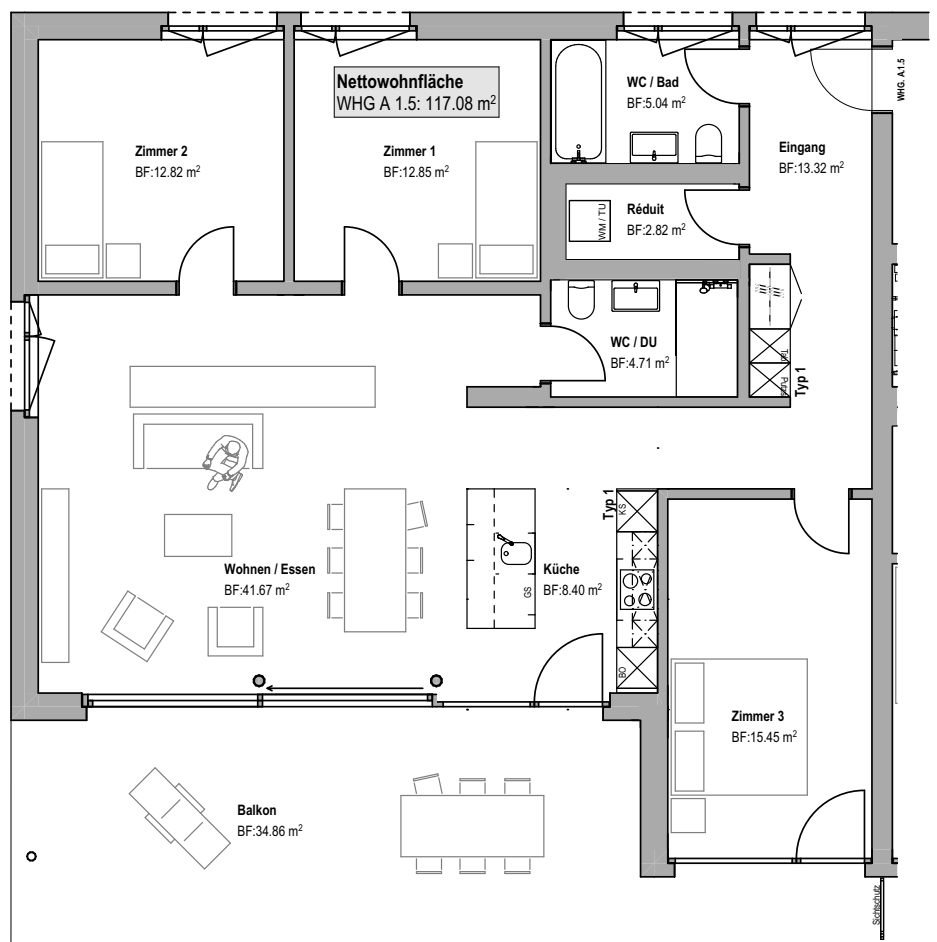 Nettowohnfläche
WHG A 1.5: 117.08 m²
WC / Bad
BF:5.04 m²
WHG. A1.5
Zimmer 2
BF:12.82 m²
Zimmer 1
BF:12.85 m²
Eingang
BF:13.32 m²
WM / TU
Réduit
BF:2.82 m²
WC / DU
BF:4.71 m²
Putz
Typ 1
Typ 1
KS
Wohnen / Essen
BF:41.67 m²
GS
Küche
BF:8.40 m²
BO
Zimmer 3
BF:15.45 m²
Balkon
BF:34.86 m²
Sichtschutz